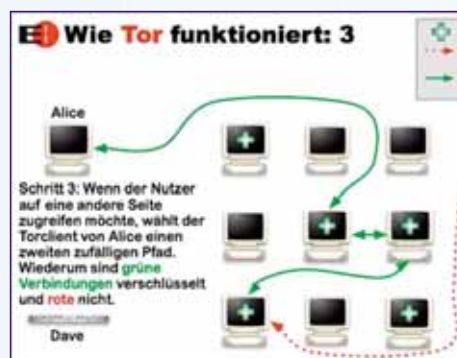 E! Wie Tor funktioniert: 3
Alice
Schritt 3: Wenn der Nutzer
auf eine andere Seite
zugreifen möchte, wählt der
Torclient von Alice einen
zweiten zufälligen Pfad.
Wiederum sind grüne
Verbindungen verschlüsselt
und rote nicht.
Dave